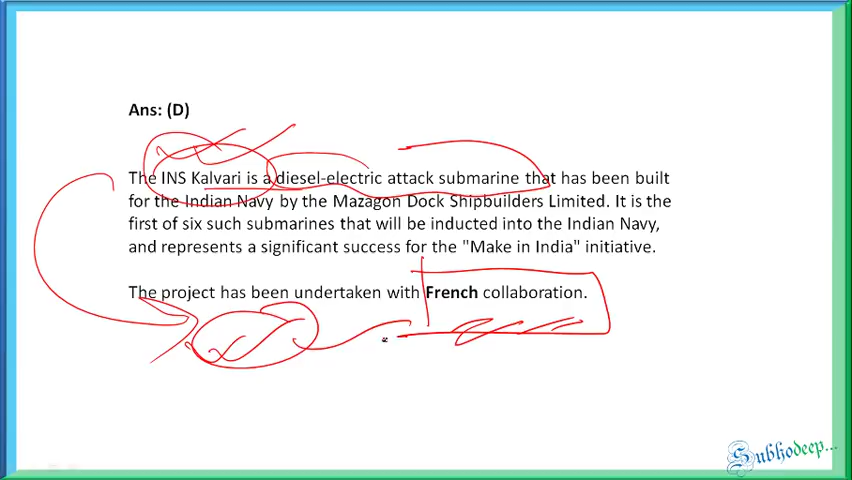 Ans: (D)
The INS Kalvari is a diesel-electric attack submarine that has been built
for the Indian Navy by the Mazagon Dock Shipbuilders Limited. It is the
first of six such submarines that will be inducted into the Indian Navy,
and represents a significant success for the "Make in India" initiative.
The project has been undertaken with French collaboration.
Subhodeep...